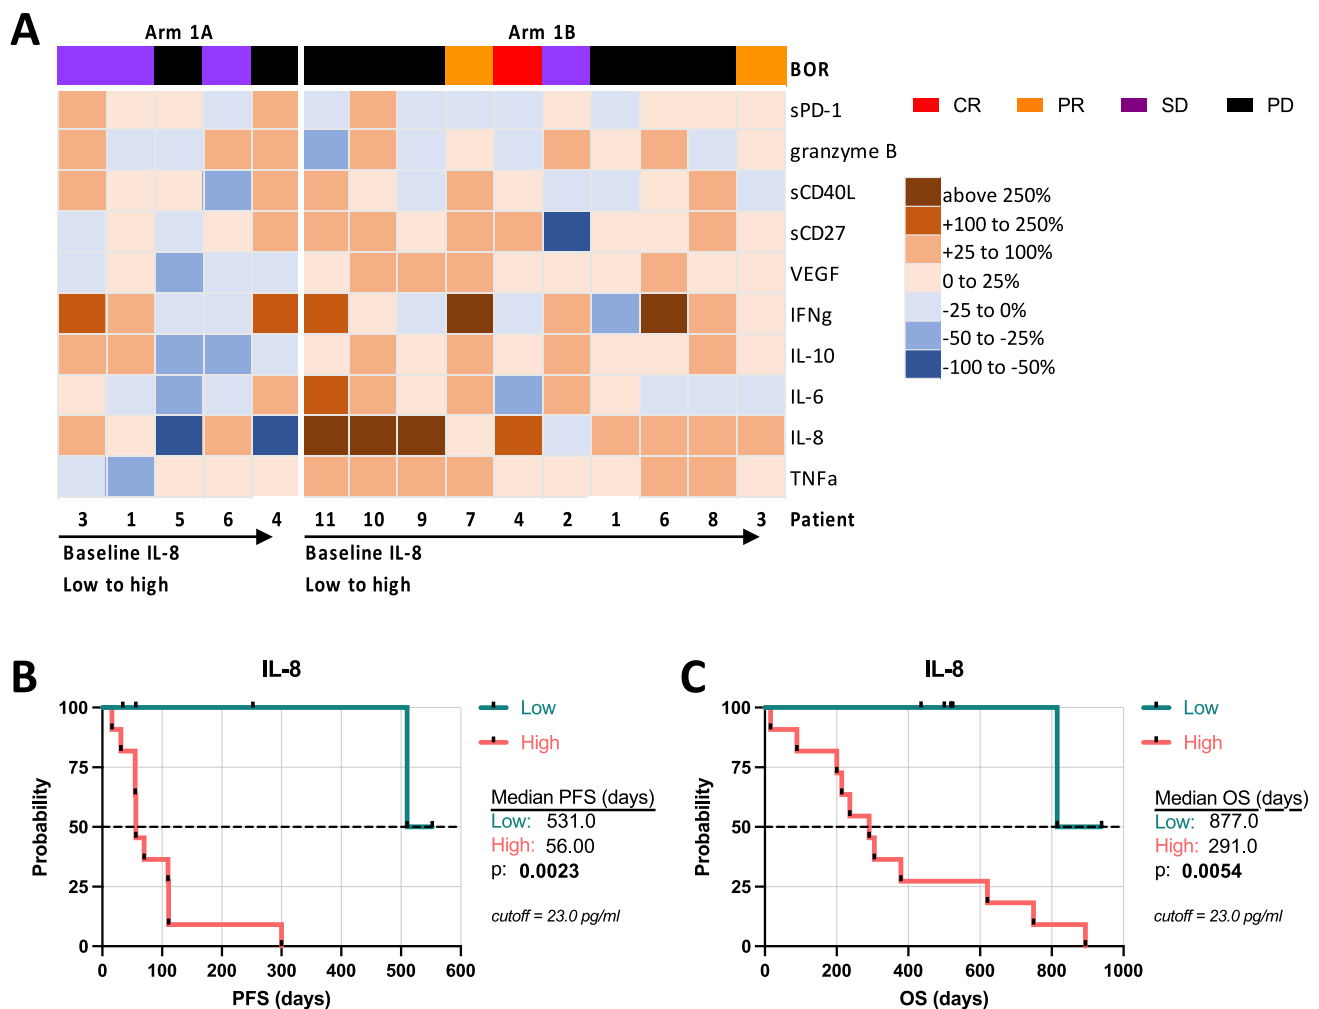 A
Arm 1A
Arm 1B
BOR
CR PR SD PD
sPD-1
granzyme B
sCD40L
sCD27
VEGF
IFNg
IL-10
IL-6
IL-8
TNFa
above 250%
+100 to 250%
+25 to 100%
0 to 25%
-25 to 0%
-50 to -25%
-100 to -50%
3 1 5 6 4 11 10 9 7 4 2 1 6 8 3 Patient
Baseline IL-8
Low to high
Baseline IL-8
Low to high
B
IL-8
Probability
100
75
50
25
0
0 100 200 300 400 500 600
PFS (days)
Low
High
Median PFS (days)
Low: 531.0
High: 56.00
p: 0.0023
cutoff = 23.0 pg/ml
C
IL-8
Probability
100
75
50
25
0
0 200 400 600 800 1000
OS (days)
Low
High
Median OS (days)
Low: 877.0
High: 291.0
p: 0.0054
cutoff = 23.0 pg/ml